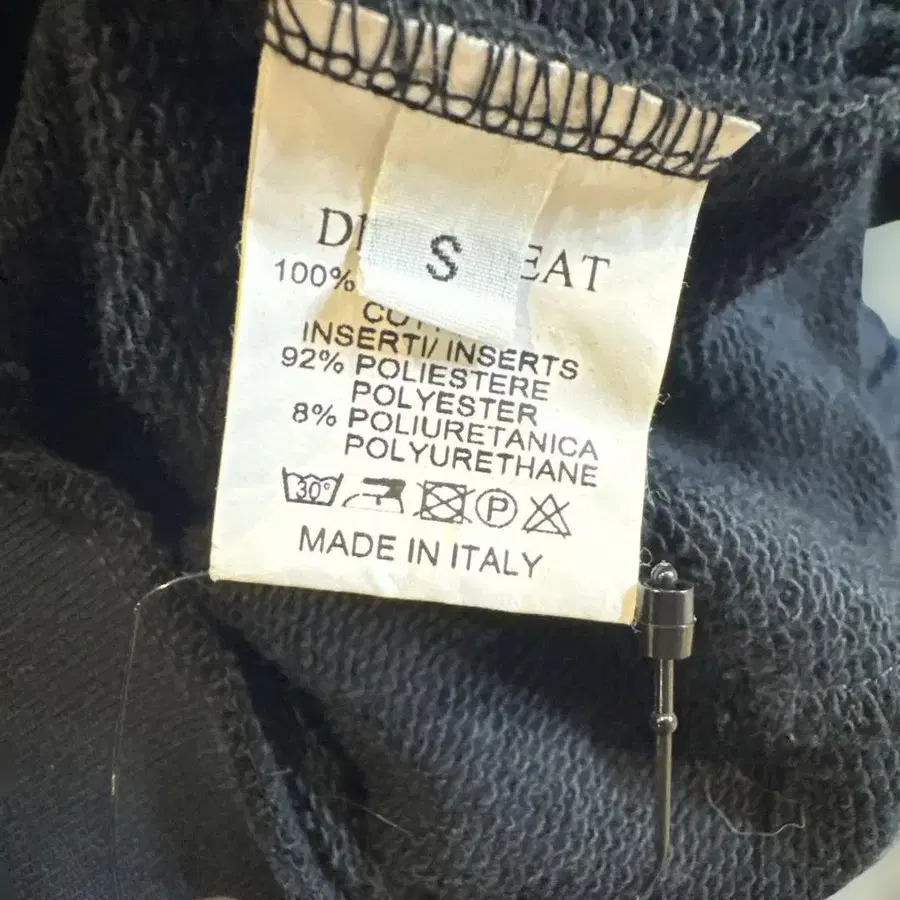 S
100%
INSERTI/ INSERTS
92% POLIESTERE
POLYESTER
8% POLIURETANICA
POLYURETHANE
30° P
MADE IN ITALY